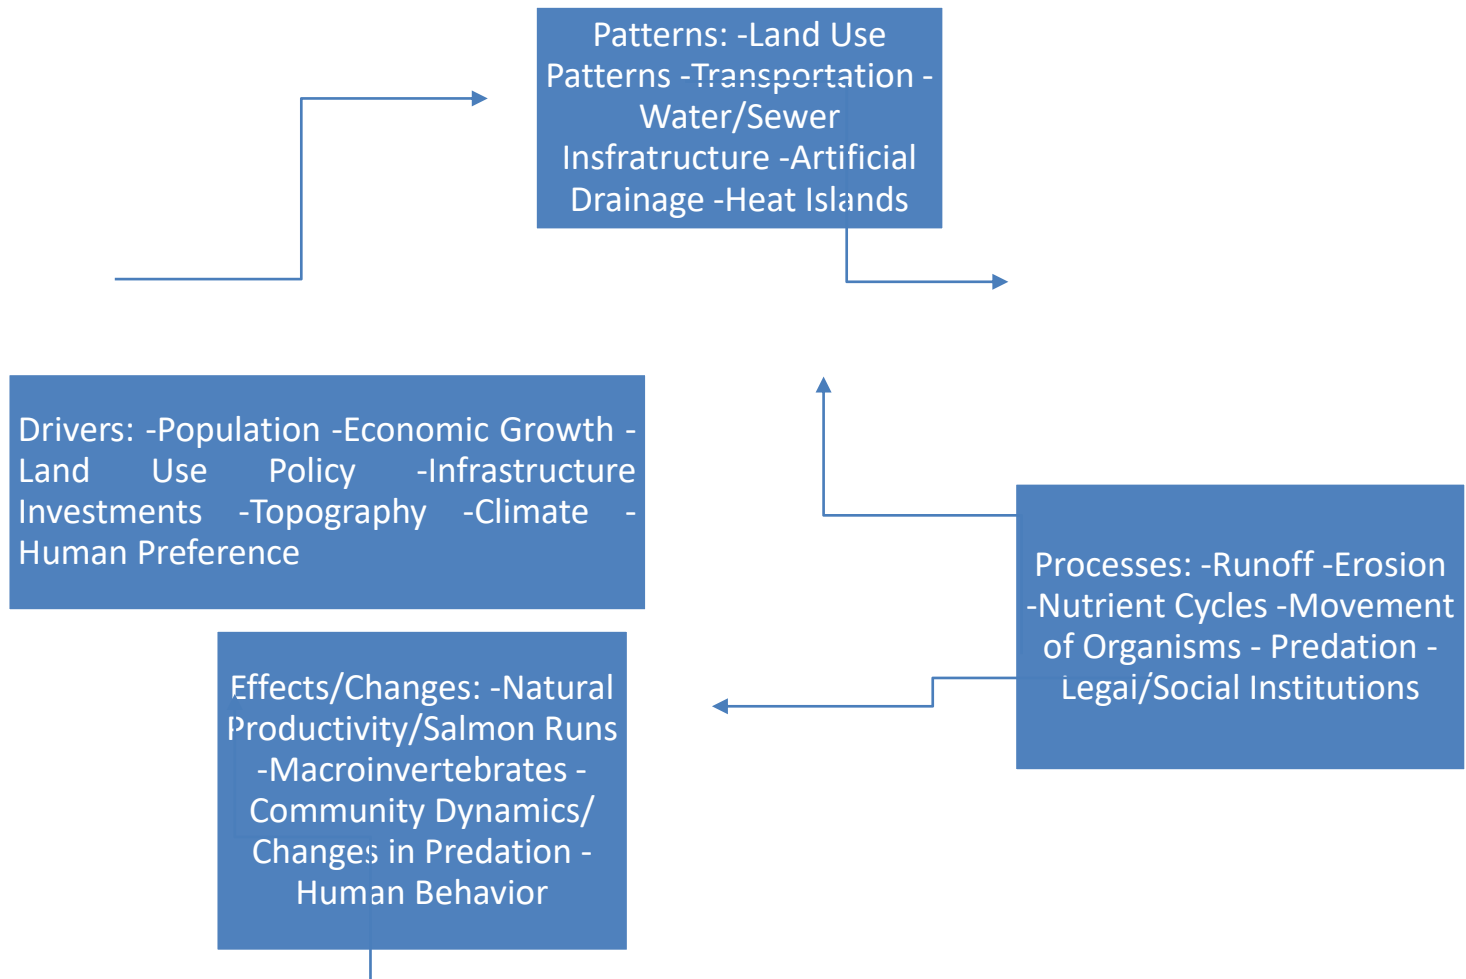 Patterns: -Land Use
Patterns -Transportation -
Water/Sewer
Insfratructure -Artificial
Drainage -Heat Islands
Drivers: -Population -Economic Growth -
Land Use Policy -Infrastructure
Investments -Topography -Climate -
Human Preference
Processes: -Runoff -Erosion
-Nutrient Cycles -Movement
of Organisms - Predation -
Legal/Social Institutions
Effects/Changes: -Natural
Productivity/Salmon Runs
-Macroinvertebrates -
Community Dynamics/
Changes in Predation -
Human Behavior